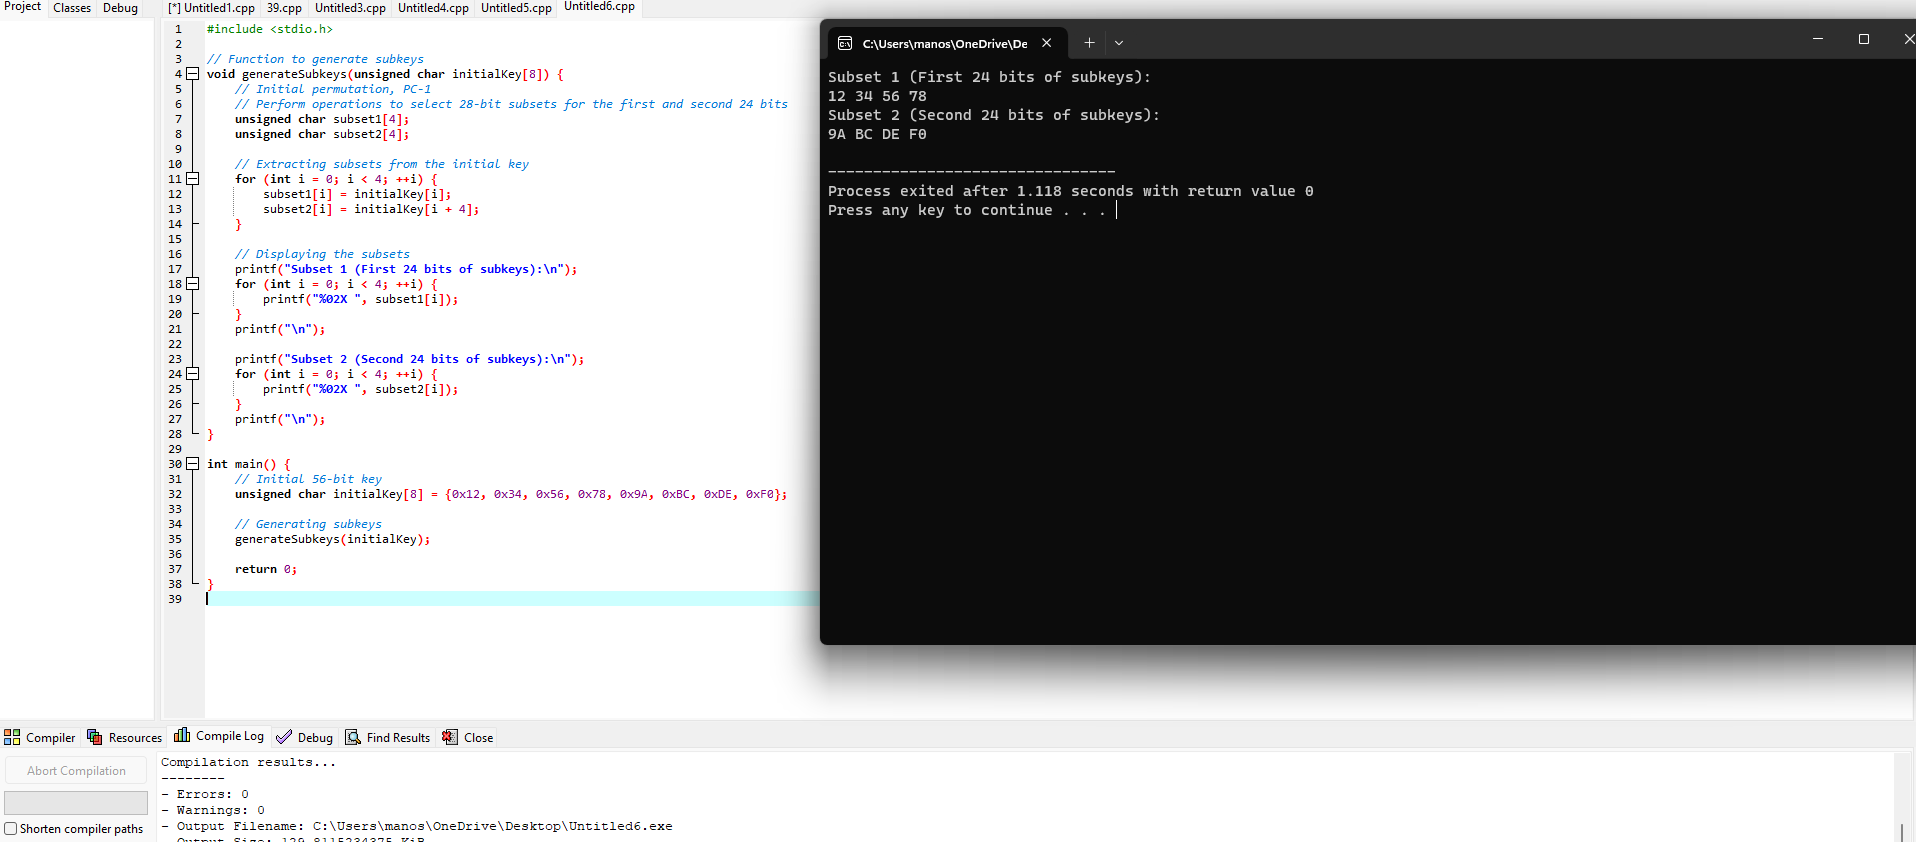 Project Classes Debug
[*] Untitled1.cpp 39.cpp Untitled3.cpp Untitled4.cpp Untitled5.cpp Untitled6.cpp
1 #include <stdio.h>
2
3 // Function to generate subkeys
4 void generateSubkeys(unsigned char initialKey[8]) {
5 // Initial permutation, PC-1
6 // Perform operations to select 28-bit subsets for the first and second 24 bits
7 unsigned char subset1[4];
8 unsigned char subset2[4];
9
10 // Extracting subsets from the initial key
11 for (int i = 0; i < 4; ++i) {
12 subset1[i] = initialKey[i];
13 subset2[i] = initialKey[i + 4];
14 }
15
16 // Displaying the subsets
17 printf("Subset 1 (First 24 bits of subkeys):\n");
18 for (int i = 0; i < 4; ++i) {
19 printf("%02X ", subset1[i]);
20 }
21 printf("\n");
22
23 printf("Subset 2 (Second 24 bits of subkeys):\n");
24 for (int i = 0; i < 4; ++i) {
25 printf("%02X ", subset2[i]);
26 }
27 printf("\n");
28 }
29
30 int main() {
31 // Initial 56-bit key
32 unsigned char initialKey[8] = {0x12, 0x34, 0x56, 0x78, 0x9A, 0xBC, 0xDE, 0xF0};
33
34 // Generating subkeys
35 generateSubkeys(initialKey);
36
37 return 0;
38 }
39
C:\Users\manos\OneDrive\De
Subset 1 (First 24 bits of subkeys):
12 34 56 78
Subset 2 (Second 24 bits of subkeys):
9A BC DE F0
--------------------------------
Process exited after 1.118 seconds with return value 0
Press any key to continue . . .
Compiler Resources Compile Log Debug Find Results Close
Abort Compilation
Shorten compiler paths
Compilation results...
--------
- Errors: 0
- Warnings: 0
- Output Filename: C:\Users\manos\OneDrive\Desktop\Untitled6.exe
- Output Size: 129.8115234375 KiB